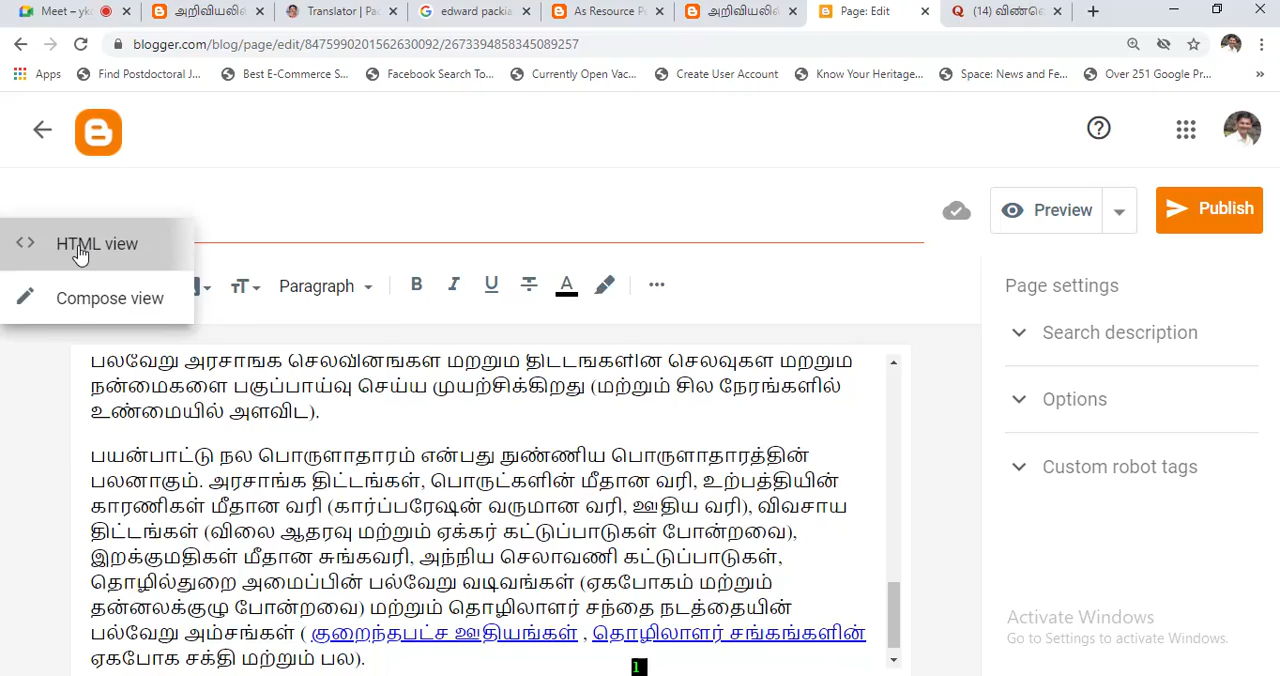 Meet – ykc
அறிவியலில்
Translator | Pac
edward packia
As Resource P
அறிவியலில்
Page: Edit
(14) விண்வெ
blogger.com/blog/page/edit/8475990201562630092/2673394858345089257
Apps
Find Postdoctoral J...
Best E-Commerce S...
Facebook Search To...
Currently Open Vac...
Create User Account
Know Your Heritage...
Space: News and Fe...
Over 251 Google Pr...
»
Preview
Publish
HTML view
Compose view
Paragraph
B
I
U
A
Page settings
Search description
Options
Custom robot tags
பல்வேறு அரசாங்க செலவினங்கள் மற்றும் திட்டங்களின் செலவுகள் மற்றும்
நன்மைகளை பகுப்பாய்வு செய்ய முயற்சிக்கிறது (மற்றும் சில நேரங்களில்
உண்மையில் அளவிட).
பயன்பாட்டு நல பொருளாதாரம் என்பது நுண்ணிய பொருளாதாரத்தின்
பலனாகும். அரசாங்க திட்டங்கள், பொருட்களின் மீதான வரி, உற்பத்தியின்
காரணிகள் மீதான வரி (கார்ப்பரேஷன் வருமான வரி, ஊதிய வரி), விவசாய
திட்டங்கள் (விலை ஆதரவு மற்றும் ஏக்கர் கட்டுப்பாடுகள் போன்றவை),
இறக்குமதிகள் மீதான சுங்கவரி, அந்நிய செலாவணி கட்டுப்பாடுகள்,
தொழில்துறை அமைப்பின் பல்வேறு வடிவங்கள் (ஏகபோகம் மற்றும்
தன்னலக்குழு போன்றவை) மற்றும் தொழிலாளர் சந்தை நடத்தையின்
பல்வேறு அம்சங்கள் ( குறைந்தபட்ச ஊதியங்கள் , தொழிலாளர் சங்கங்களின்
ஏகபோக சக்தி மற்றும் பல).
Activate Windows
Go to Settings to activate Windows.
1